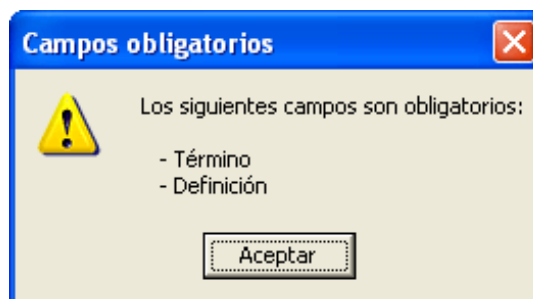 Campos obligatorios
Los siguientes campos son obligatorios:
- Término
- Definición
Aceptar